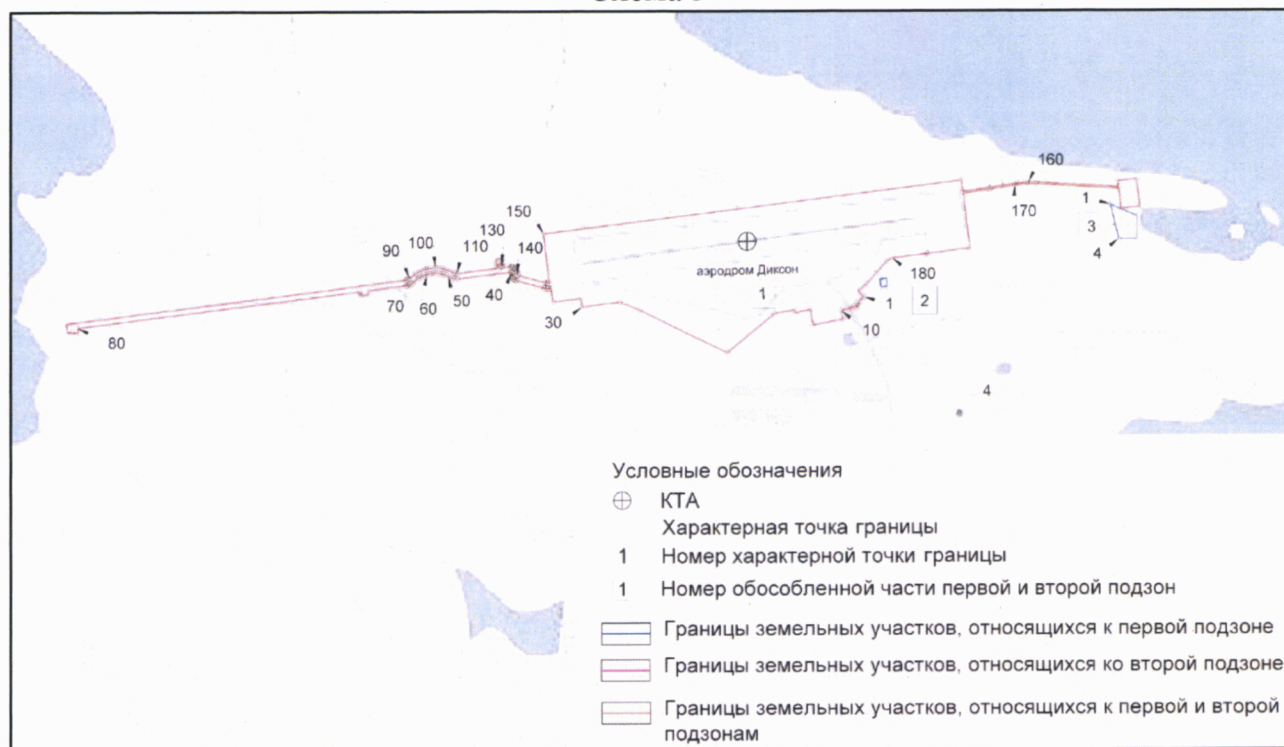 160
150
170
1
3
4
130
140
100
110
90
аэродром Диксон
180
40
50
60
70
1
1
2
30
10
80
4
Условные обозначения
КТА
Характерная точка границы
1 Номер характерной точки границы
1 Номер обособленной части первой и второй подзон
Границы земельных участков, относящихся к первой подзоне
Границы земельных участков, относящихся ко второй подзоне
Границы земельных участков, относящихся к первой и второй
подзонам